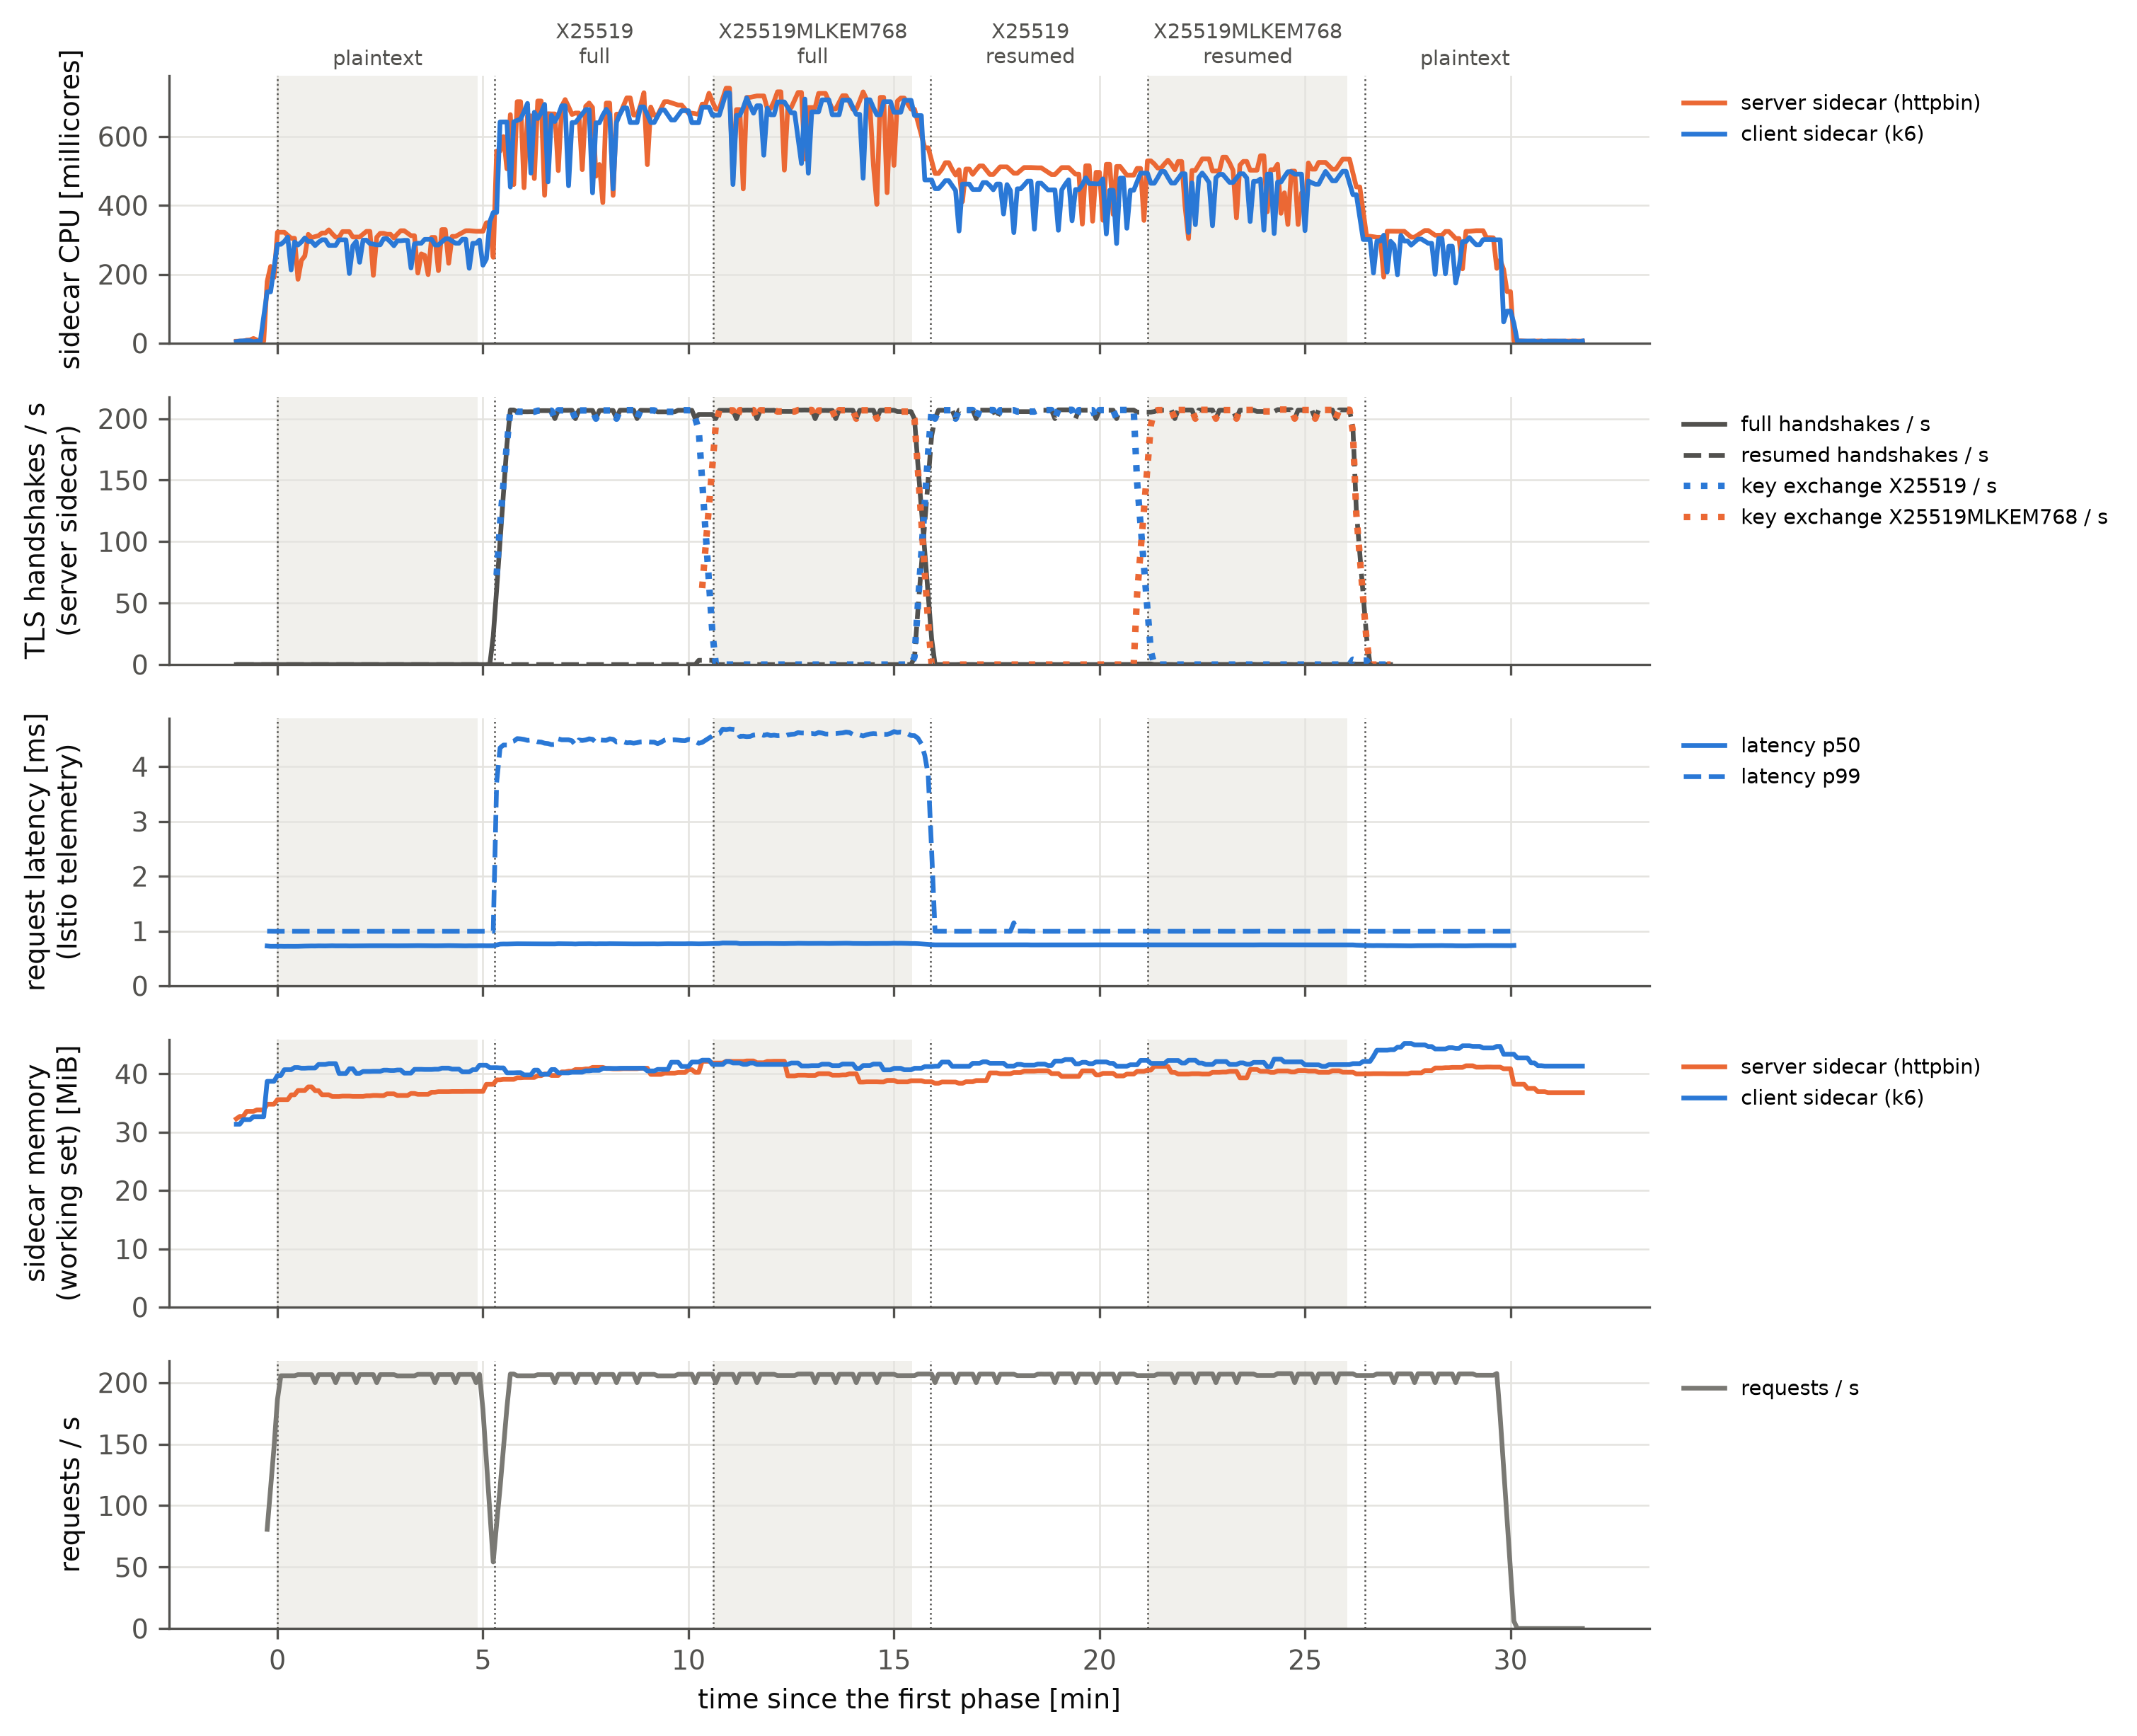 X25519
full
X25519MLKEM768
full
X25519
resumed
X25519MLKEM768
resumed
plaintext
plaintext
sidecar CPU [millicores]
600
400
200
0
server sidecar (httpbin)
client sidecar (k6)
TLS handshakes / s
(server sidecar)
200
150
100
50
0
full handshakes / s
resumed handshakes / s
key exchange X25519 / s
key exchange X25519MLKEM768 / s
request latency [ms]
(Istio telemetry)
4
3
2
1
0
latency p50
latency p99
sidecar memory
(working set) [MiB]
40
30
20
10
0
server sidecar (httpbin)
client sidecar (k6)
requests / s
200
150
100
50
0
requests / s
0 5 10 15 20 25 30
time since the first phase [min]